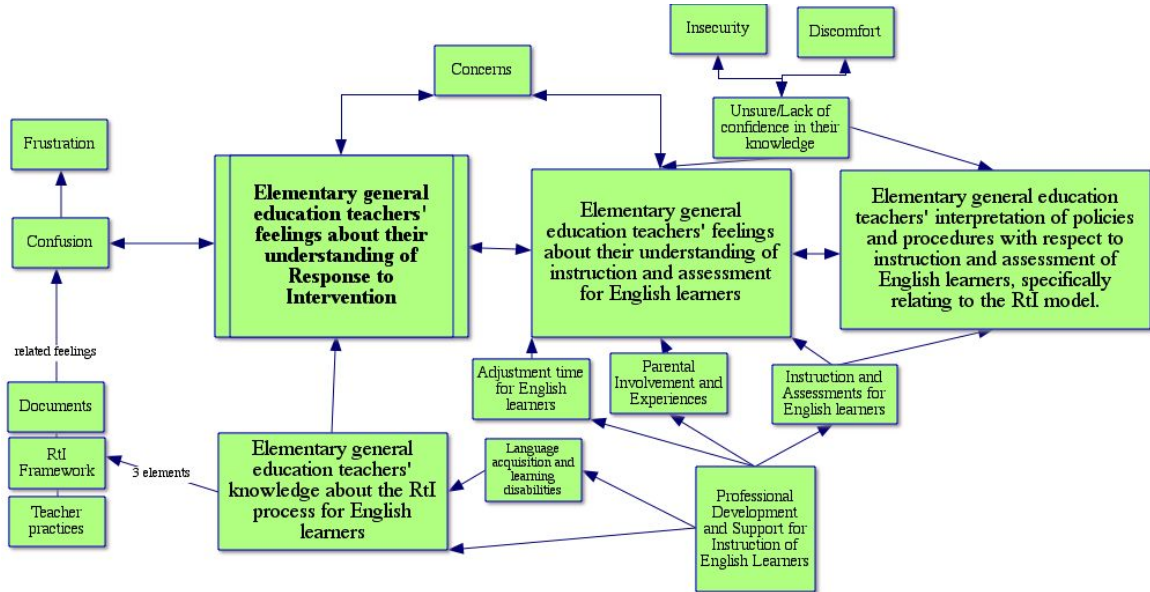 Insecurity
Discomfort
Concerns
Unsure/Lack of
confidence in their
knowledge
Frustration
Confusion
Elementary general
education teachers'
feelings about their
understanding of
Response to
Intervention
Elementary general
education teachers' feelings
about their understanding of
instruction and assessment
for English learners
Elementary general education
teachers' interpretation of policies
and procedures with respect to
instruction and assessment of
English learners, specifically
relating to the RtI model.
related feelings
Adjustment time
for English
learners
Parental
Involvement and
Experiences
Instruction and
Assessments for
English learners
Documents
RtI
Framework
Teacher
practices
3 elements
Elementary general
education teachers'
knowledge about the RtI
process for English
learners
Language
acquisition and
learning
disabilities
Professional
Development
and Support for
Instruction of
English Learners